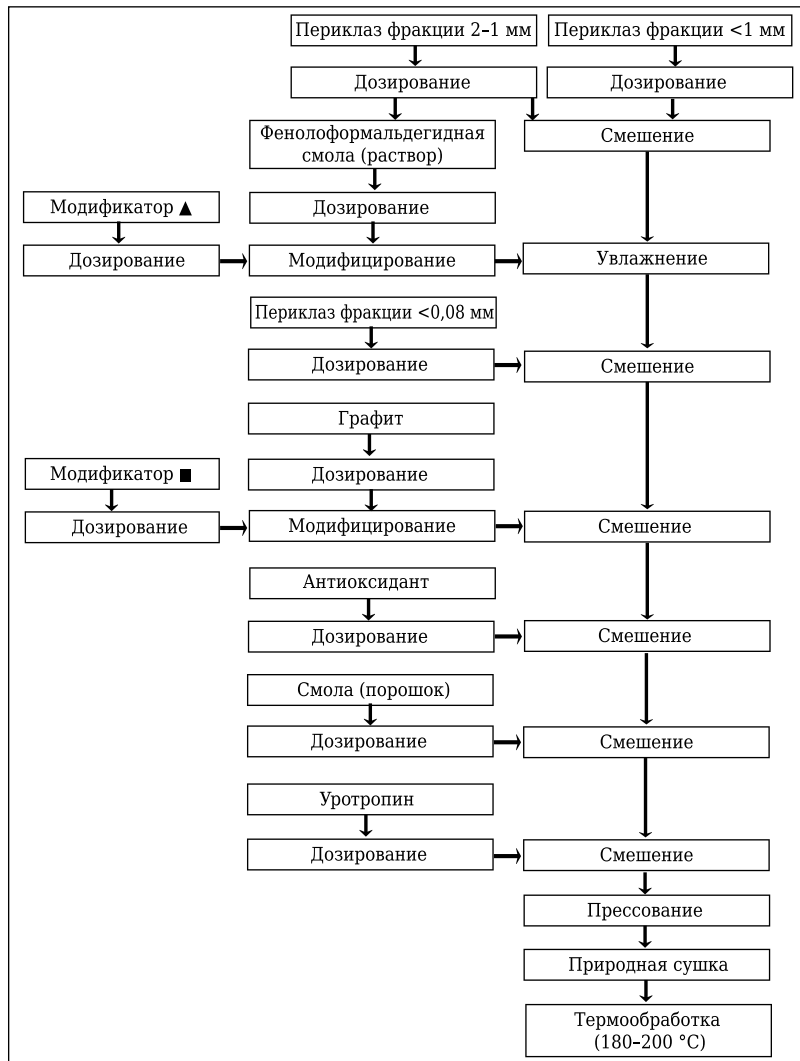 Периклаз фракции 2–1 мм
Периклаз фракции <1 мм
Дозирование
Дозирование
Фенолоформальдегидная
смола (раствор)
Смешение
Модификатор ▲
Дозирование
Дозирование
Модифицирование
Увлажнение
Периклаз фракции <0,08 мм
Дозирование
Смешение
Графит
Модификатор ■
Дозирование
Дозирование
Модифицирование
Смешение
Антиоксидант
Дозирование
Смешение
Смола (порошок)
Дозирование
Смешение
Уротропин
Дозирование
Смешение
Прессование
Природная сушка
Термообработка
(180–200 °C)